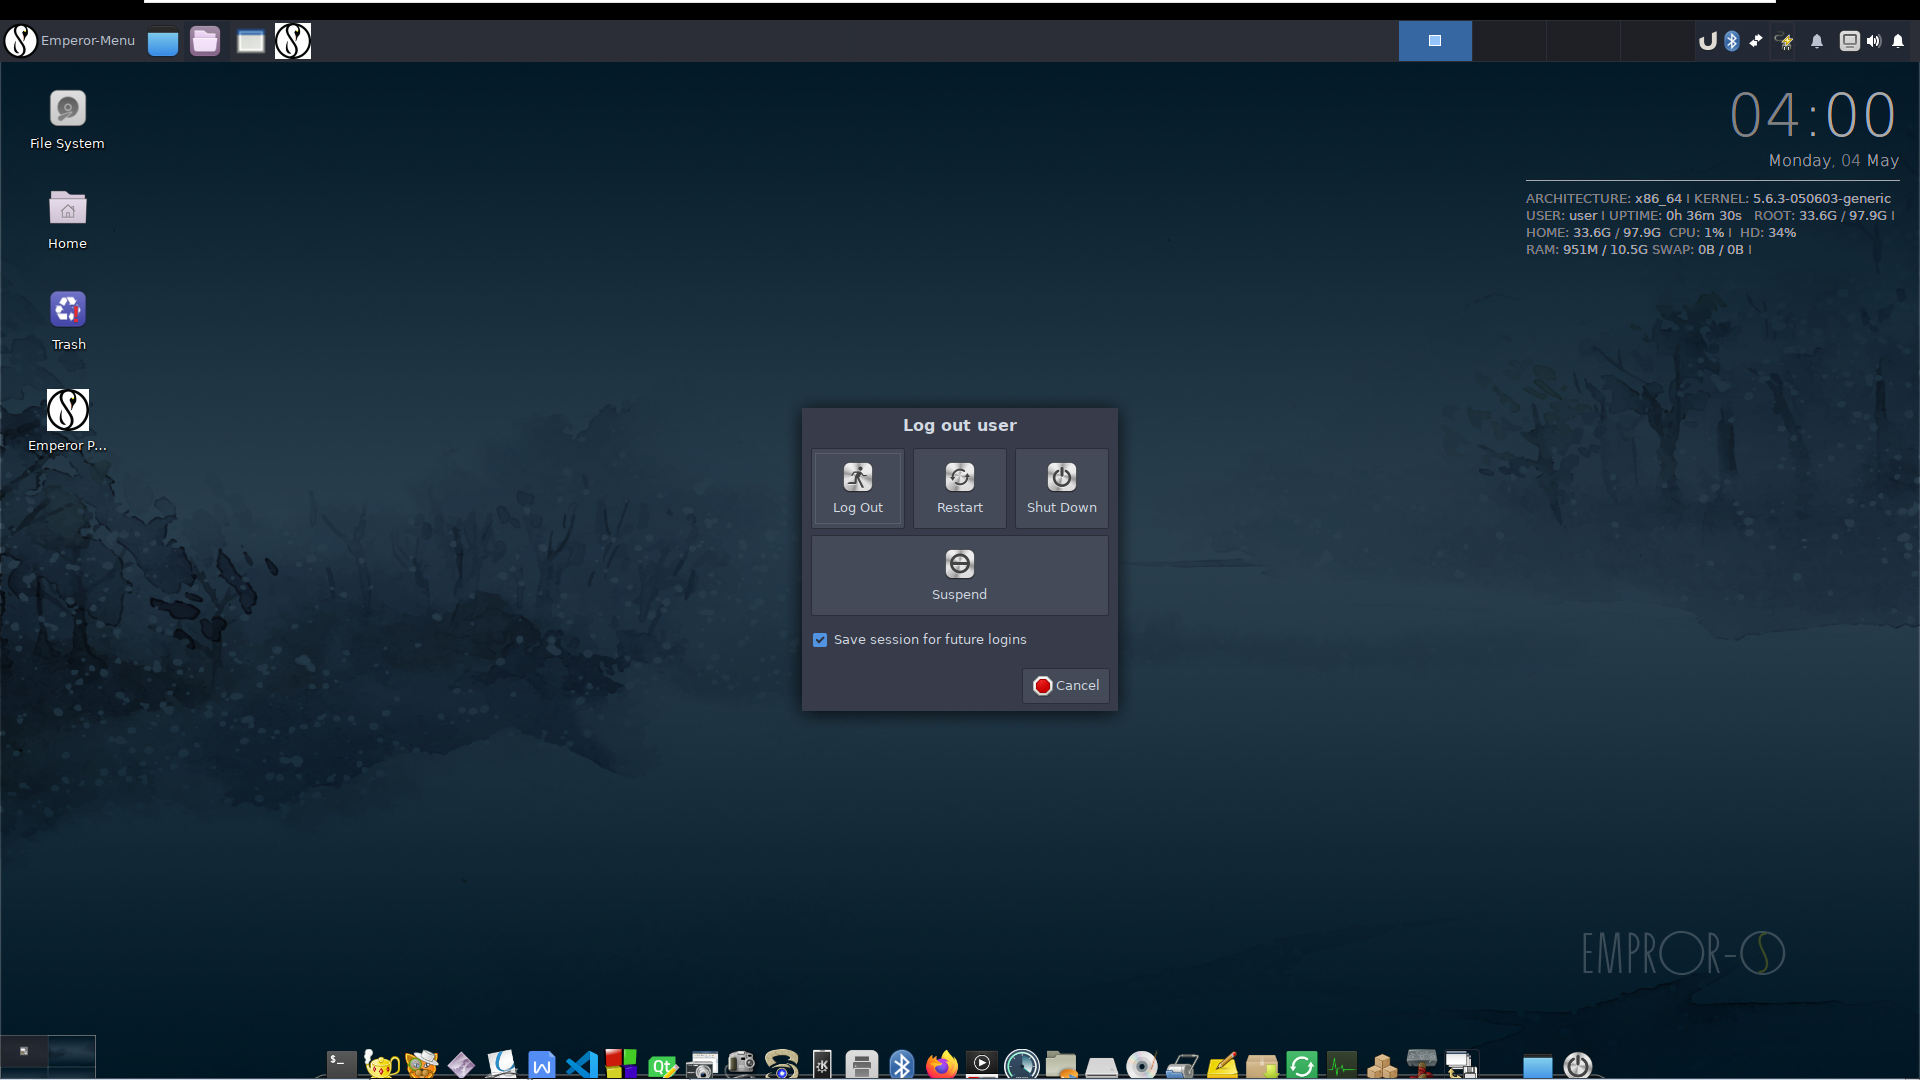 Emperor-Menu
File System
Home
Trash
Emperor P...
04:00
Monday, 04 May
ARCHITECTURE: x86_64 I KERNEL: 5.6.3-050603-generic
USER: user I UPTIME: 0h 36m 30s ROOT: 33.6G / 97.9G I
HOME: 33.6G / 97.9G CPU: 1% I HD: 34%
RAM: 951M / 10.5G SWAP: 0B / 0B I
Log out user
Log Out
Restart
Shut Down
Suspend
Save session for future logins
Cancel
EMPROR-OS
$_
W
Qt